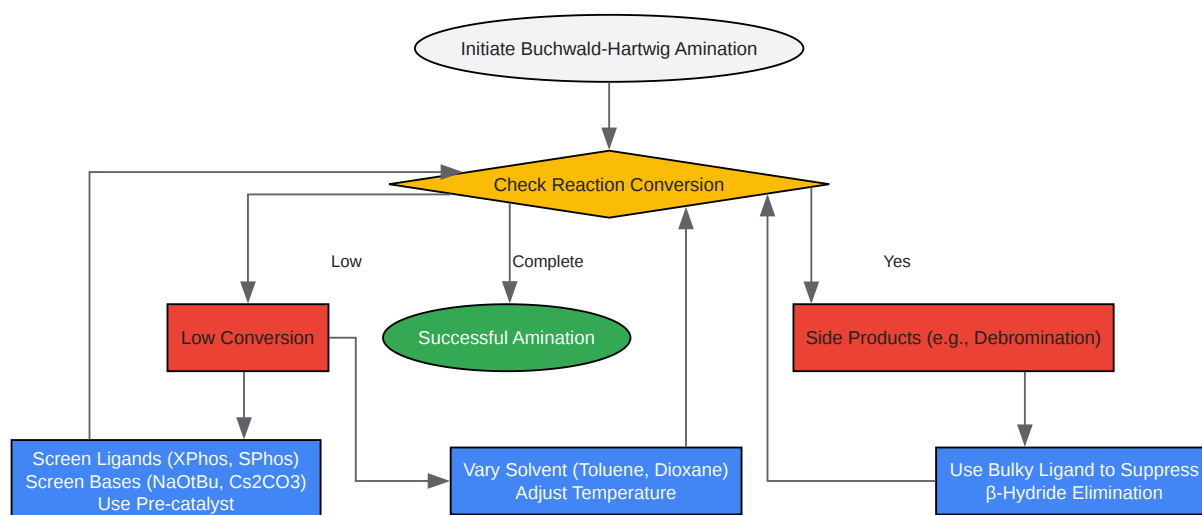 Initiate Buchwald-Hartwig Amination
Check Reaction Conversion
Low
Complete
Yes
Low Conversion
Successful Amination
Side Products (e.g., Debromination)
Screen Ligands (XPhos, SPhos)
Screen Bases (NaOtBu, Cs2CO3)
Use Pre-catalyst
Vary Solvent (Toluene, Dioxane)
Adjust Temperature
Use Bulky Ligand to Suppress
β-Hydride Elimination